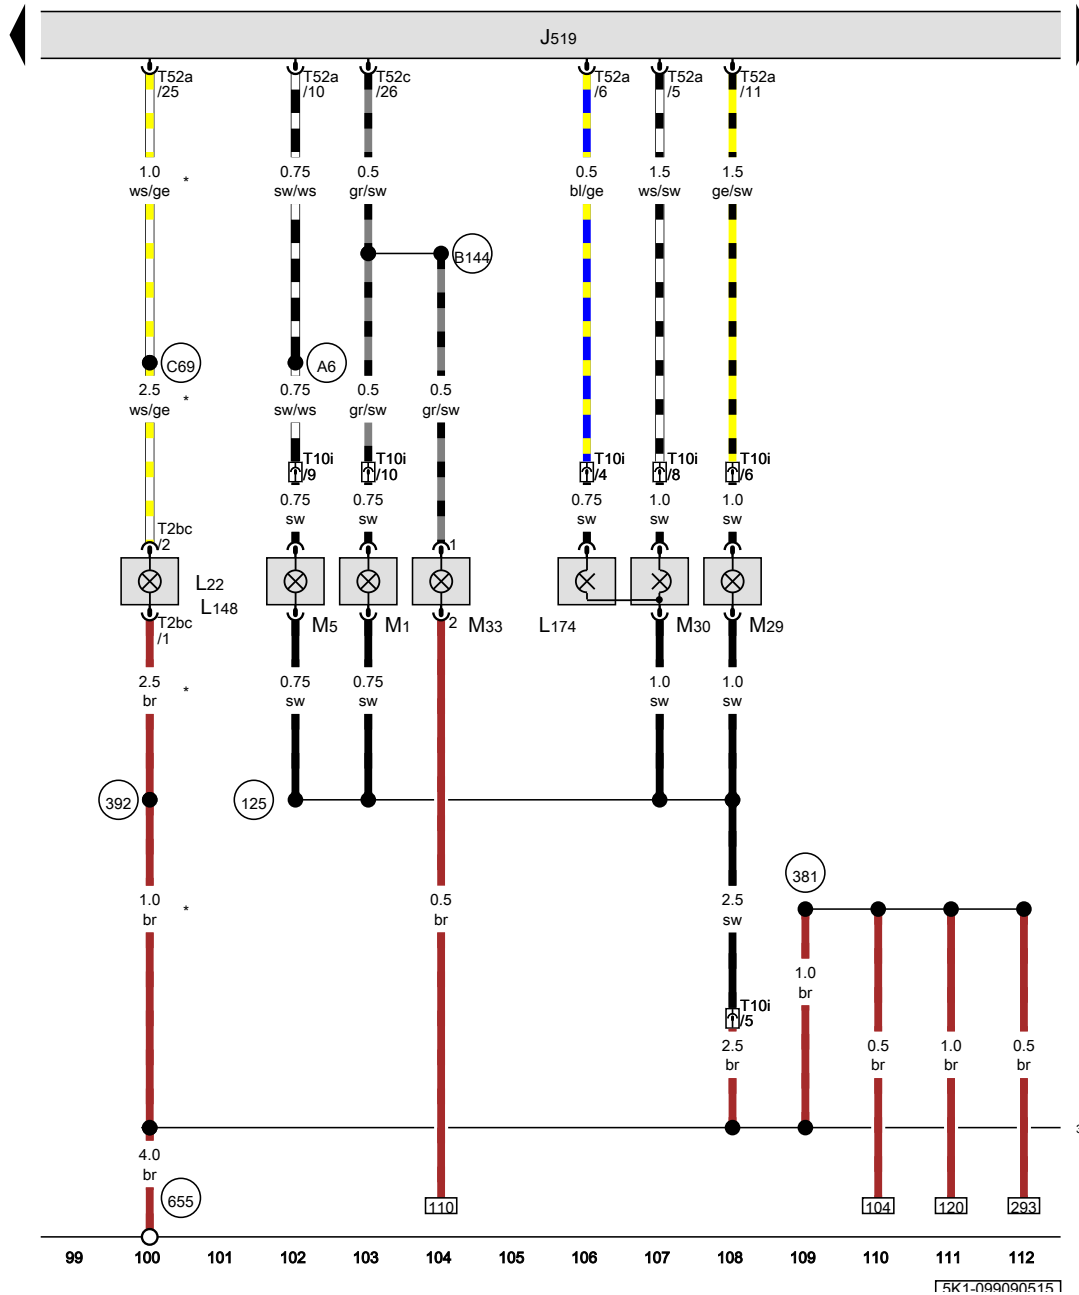 J519
T52a
/25
T52a
/10
T52c
/26
T52a
/6
T52a
/5
T52a
/11
1.0
ws/ge
*
0.75
sw/ws
0.5
gr/sw
0.5
bl/ge
1.5
ws/sw
1.5
ge/sw
B144
C69
A6
2.5
ws/ge
*
0.75
sw/ws
0.5
gr/sw
0.5
gr/sw
T10i
/9
T10i
/10
T10i
/4
T10i
/8
T10i
/6
0.75
sw
0.75
sw
0.75
sw
1.0
sw
1.0
sw
T2bc
/2
1
L22
L148
T2bc
/1
M5
M1
2
M33
L174
M30
M29
2.5
br
*
0.75
sw
0.75
sw
1.0
sw
1.0
sw
392
125
381
1.0
br
*
0.5
br
2.5
sw
1.0
br
T10i
/5
2.5
br
0.5
br
1.0
br
0.5
br
4.0
br
655
110
104
120
293
99 100 101 102 103 104 105 106 107 108 109 110 111 112
5K1-099090515